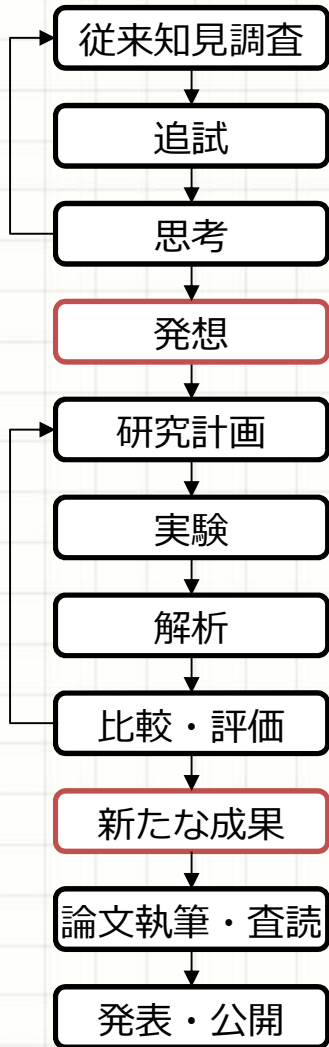 従来知見調査
追試
思考
発想
研究計画
実験
解析
比較・評価
新たな成果
論文執筆・査読
発表・公開